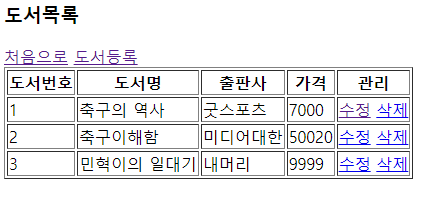 도서목록
처음으로 도서등록
도서번호 도서명 출판사 가격 관리
1 축구의 역사 굿스포츠 7000 수정 삭제
2 축구이해함 미디어대한 50020 수정 삭제
3 민혁이의 일대기 내머리 9999 수정 삭제